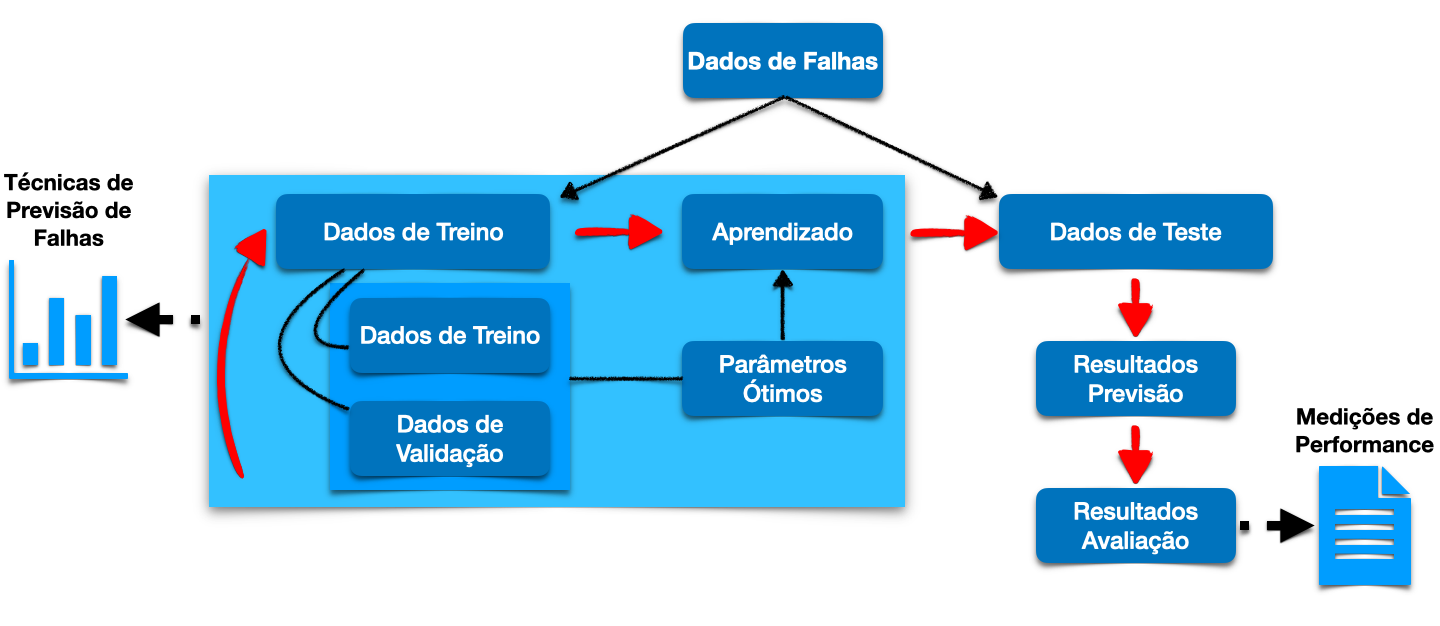 Dados de Falhas
Técnicas de
Previsão de
Falhas
Dados de Treino
Aprendizado
Dados de Teste
Dados de Treino
Parâmetros
Ótimos
Dados de
Validação
Resultados
Previsão
Resultados
Avaliação
Medições de
Performance